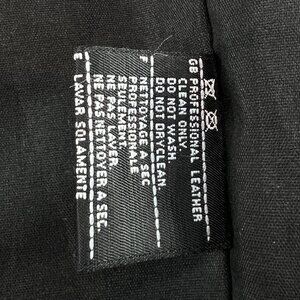 GB PROFESSIONAL LEATHER
CLEAN ONLY.
DO NOT WASH.
DO NOT DRYCLEAN
NETTOYAGE A SEC
PROFESSIONALE
SEULEMENT.
NE PAS LAVER.
NE PAS NETTOYER A SEC.
E LAVAR SOLAMENTE